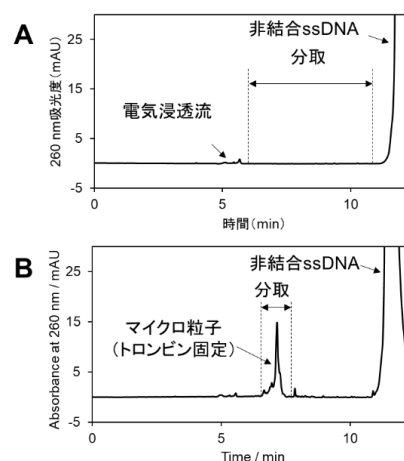 A
260 nm吸光度(mAU)
25
15
5
-5
非結合ssDNA
分取
電気浸透流
0
5
10
時間(min)
B
Absorbance at 260 nm / mAU
25
15
5
-5
非結合ssDNA
分取
マイクロ粒子
(トロンビン固定)
0
5
10
Time / min